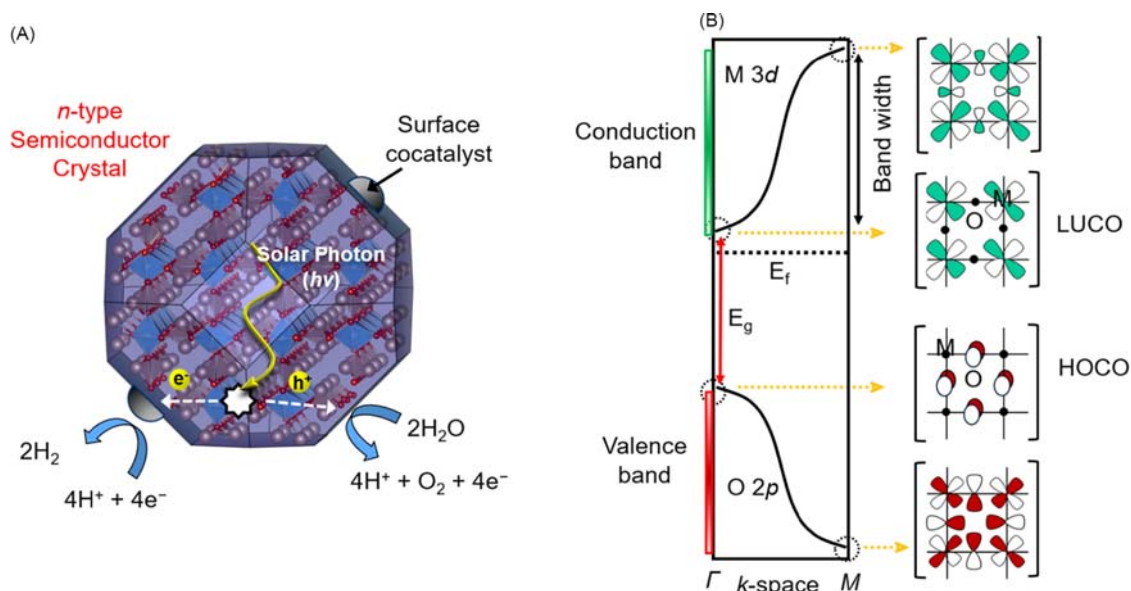 (A)
n-type
Semiconductor
Crystal
Surface
cocatalyst
Solar Photon
(hν)
e⁻
h⁺
2H₂
4H⁺ + 4e⁻
2H₂O
4H⁺ + O₂ + 4e⁻
(B)
M 3d
Conduction
band
Band width
E_f
E_g
Valence
band
O 2p
Γ
k-space
M
M
O
LUCO
M
O
HOCO